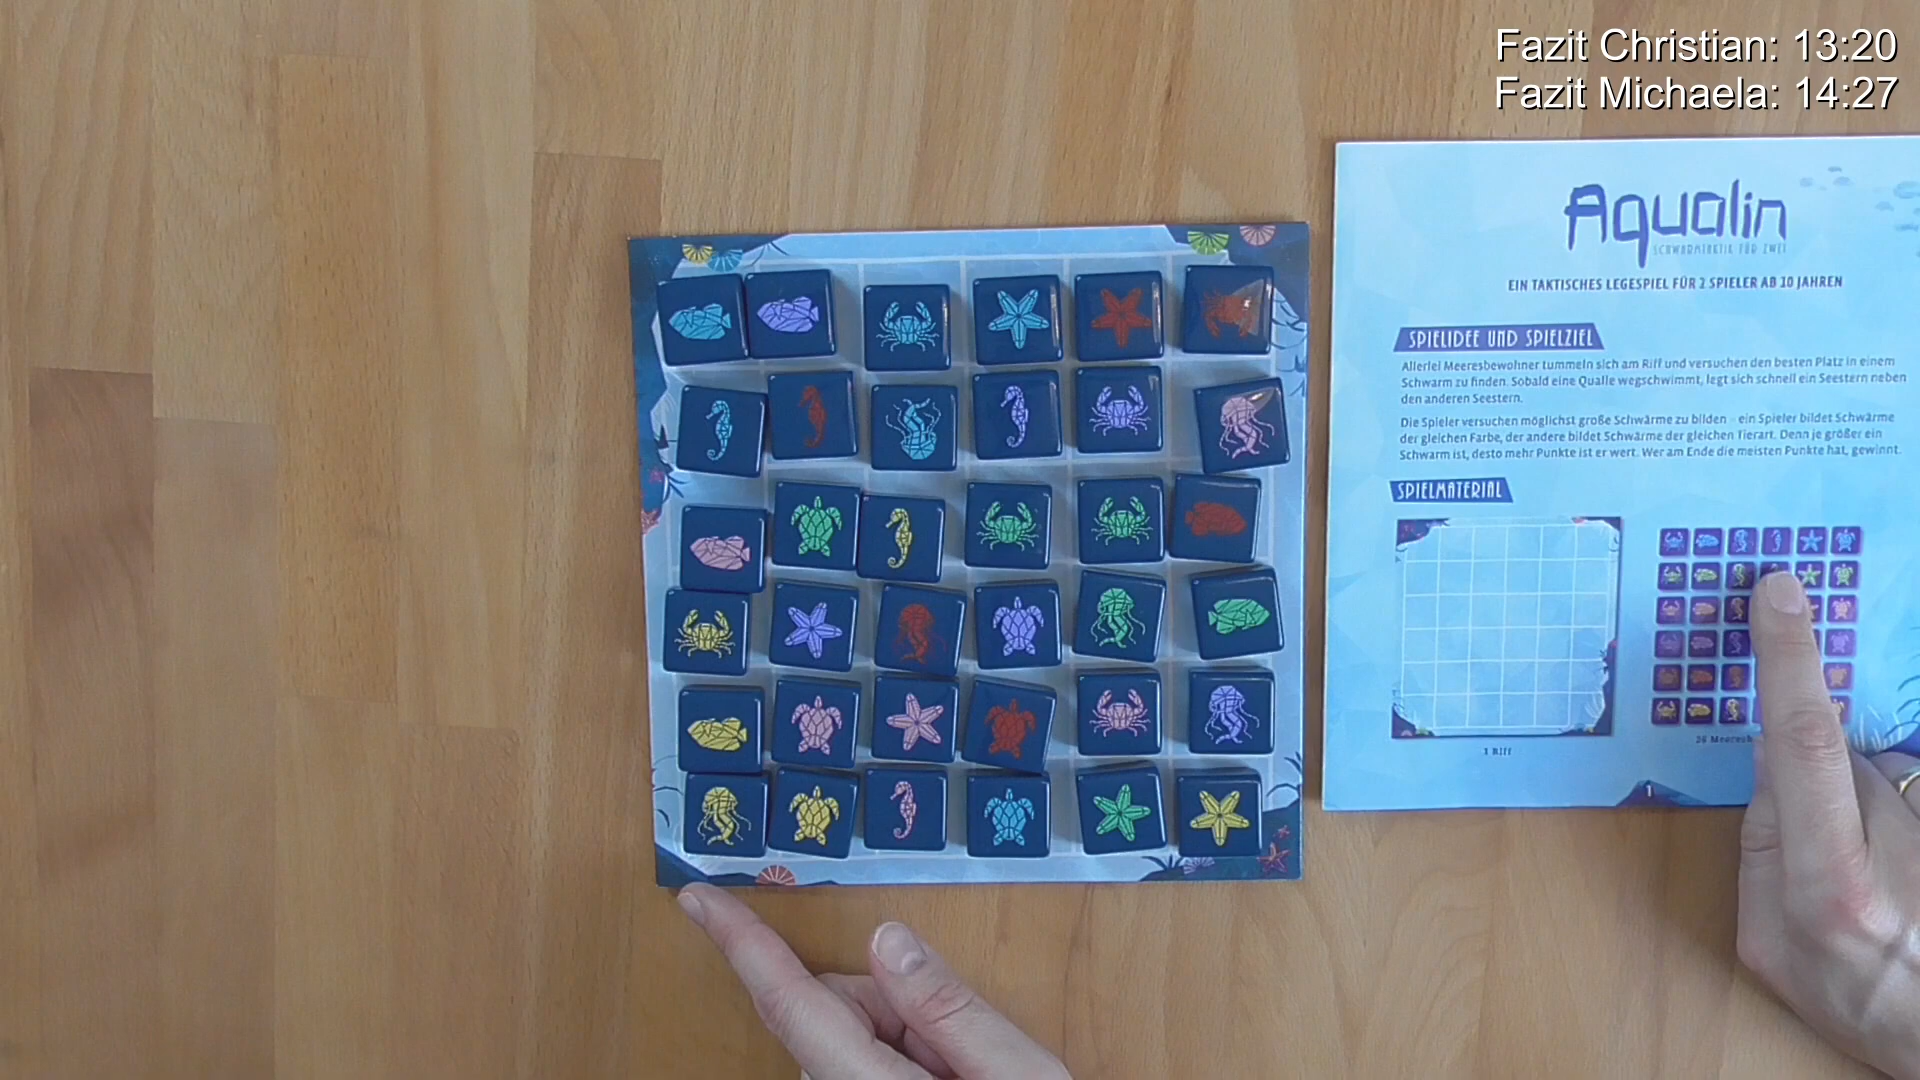 Fazit Christian: 13:20
Fazit Michaela: 14:27
Aqualin
SCHWARMTAKTIK FÜR ZWEI
EIN TAKTISCHES LEGESPIEL FÜR 2 SPIELER AB 10 JAHREN
SPIELIDEE UND SPIELZIEL
Allerlei Meeresbewohner tummeln sich am Riff und versuchen den besten Platz in einem
Schwarm zu finden. Sobald eine Qualle wegschwimmt, legt sich schnell ein Seestern neben
den anderen Seestern.
Die Spieler versuchen möglichst große Schwärme zu bilden – ein Spieler bildet Schwärme
der gleichen Farbe, der andere bildet Schwärme der gleichen Tierart. Denn je größer ein
Schwarm ist, desto mehr Punkte ist er wert. Wer am Ende die meisten Punkte hat, gewinnt.
SPIELMATERIAL
1 Riff
1